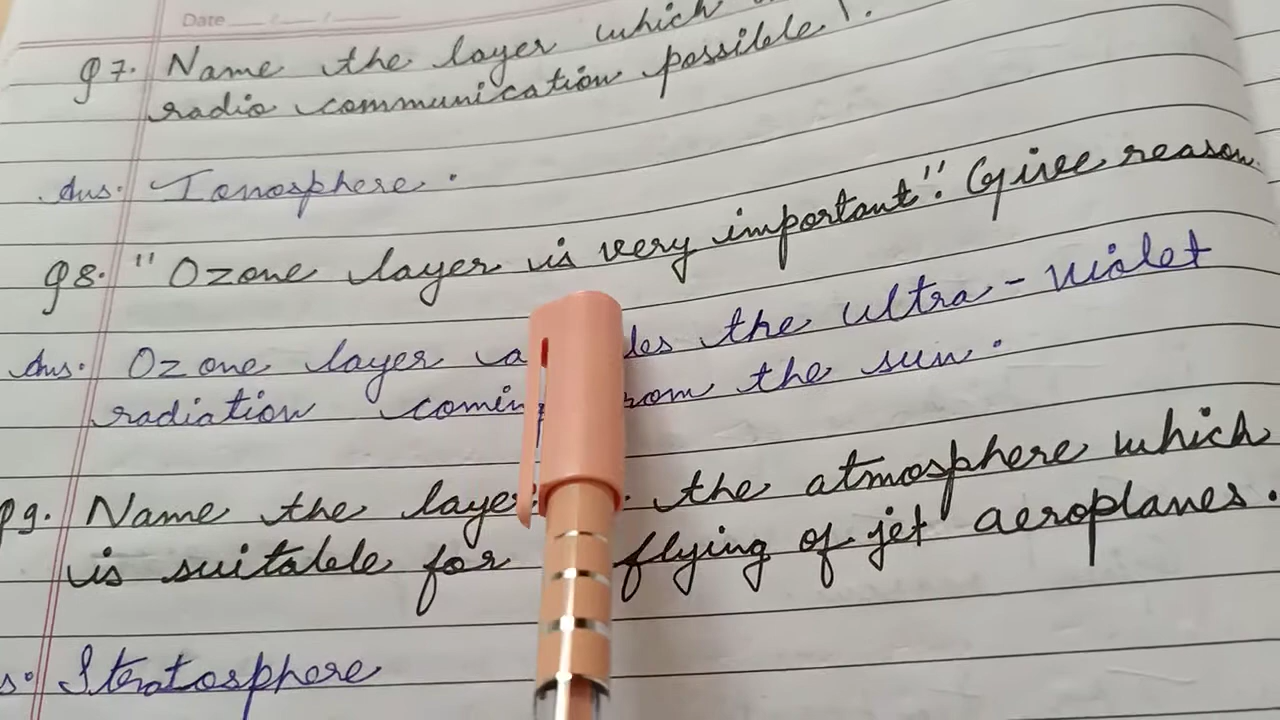 Date
Q7. Name the layer which
radio communication possible?.
Ans. Ionosphere.
Q8. "Ozone layer is very important". Give reason.
Ans. Ozone layer the ultra-violet
radiation the sun.
Q9. Name the the atmosphere which
is suitable for flying of jet aeroplanes.
Stratosphere